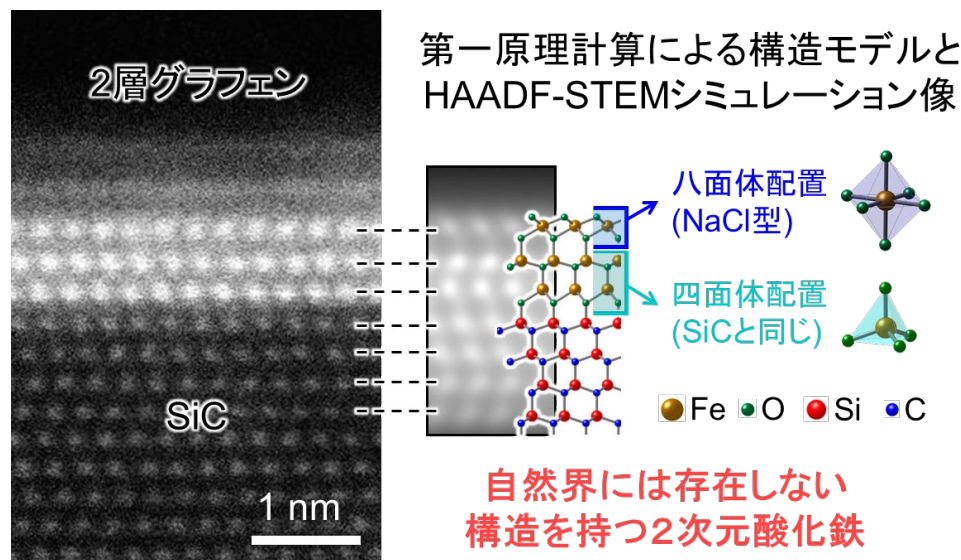 2層グラフェン
SiC
1 nm
第一原理計算による構造モデルと
HAADF-STEMシミュレーション像
八面体配置
(NaCl型)
四面体配置
(SiCと同じ)
Fe O Si C
自然界には存在しない
構造を持つ2次元酸化鉄